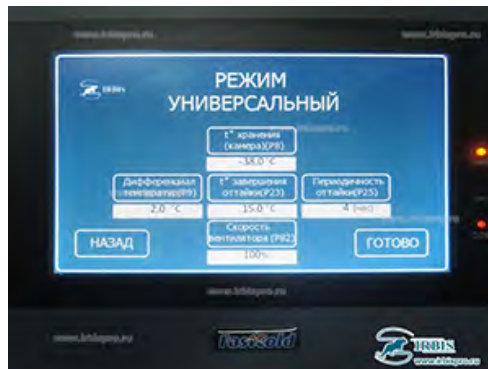 www.irbispro.ru
www.irbispro.ru
IRBIS
РЕЖИМ
УНИВЕРСАЛЬНЫЙ
t° хранения
(камера)(P8)
-38.0 °C
Дифференциал
температур(P9)
2.0 °C
t° завершения
оттайки(P23)
15.0 °C
Периодичность
оттайки(P25)
4 (час)
Скорость
вентилятора (P82)
100%
НАЗАД
ГОТОВО
www.irbispro.ru
www.irbispro.ru
FastCold
IRBIS
www.irbispro.ru